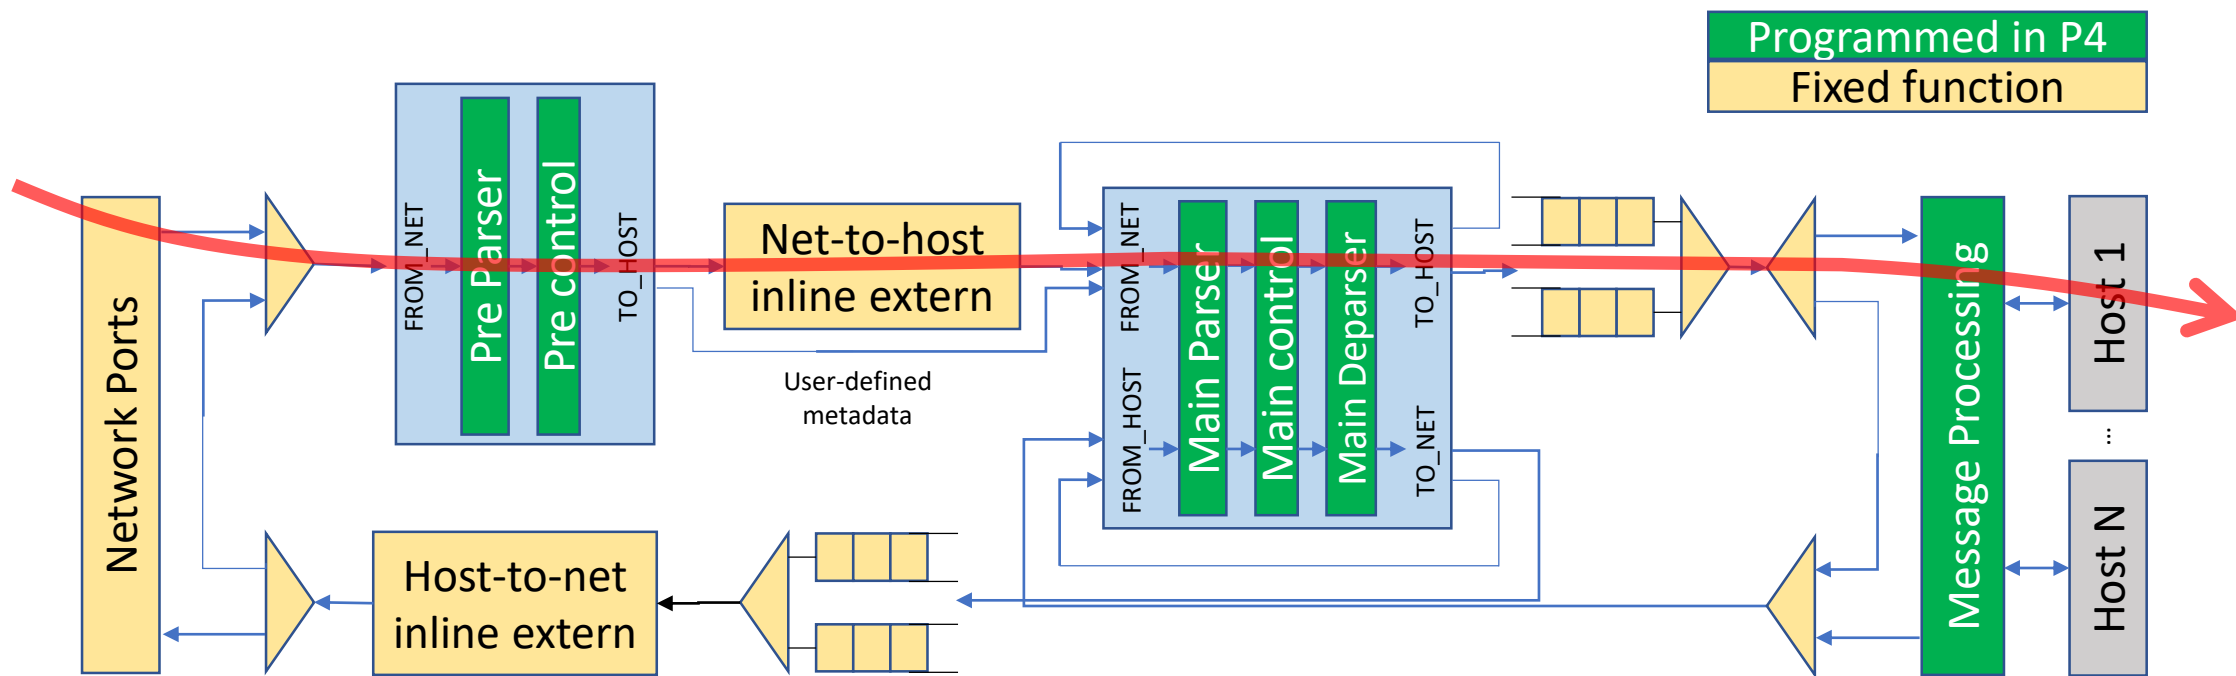 Programmed in P4
Fixed function
Network Ports
FROM_NET
Pre Parser
Pre control
TO_HOST
Net-to-host
inline extern
User-defined
metadata
FROM_NET
FROM_HOST
Main Parser
Main control
Main Deparser
TO_HOST
TO_NET
Message Processing
Host 1
...
Host N
Host-to-net
inline extern